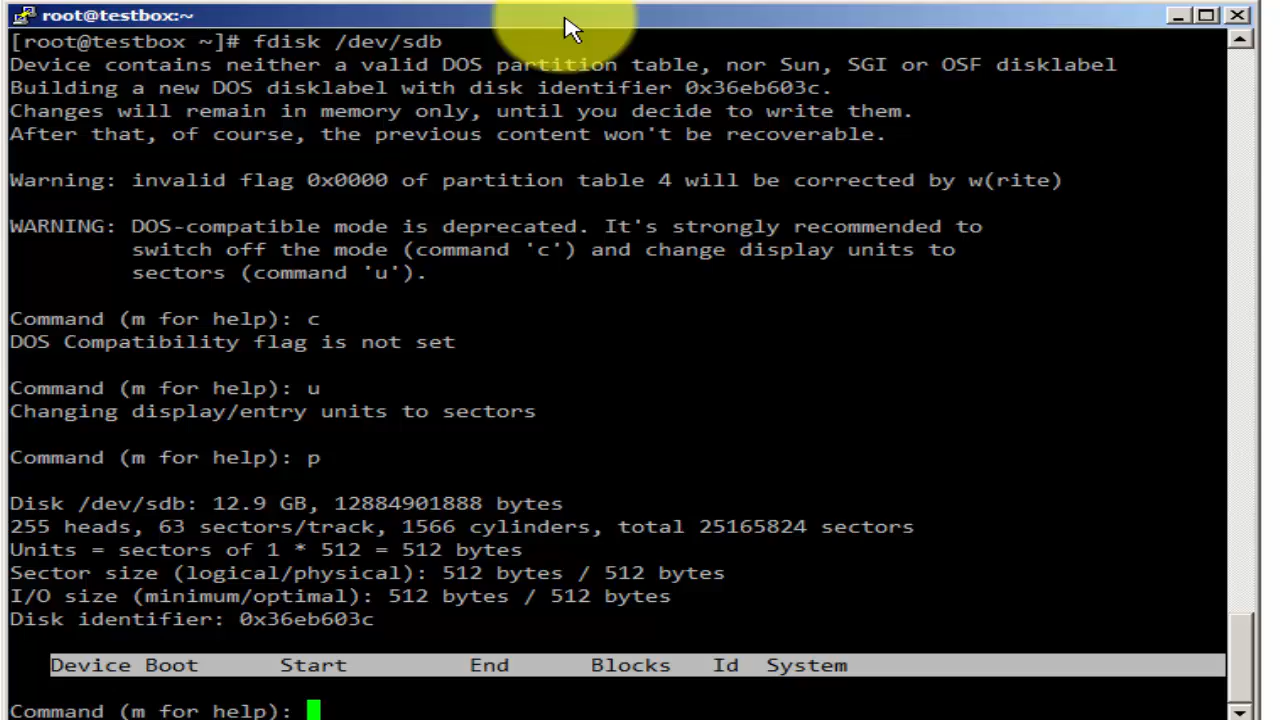 root@testbox:~
[root@testbox ~]# fdisk /dev/sdb
Device contains neither a valid DOS partition table, nor Sun, SGI or OSF disklabel
Building a new DOS disklabel with disk identifier 0x36eb603c.
Changes will remain in memory only, until you decide to write them.
After that, of course, the previous content won't be recoverable.
Warning: invalid flag 0x0000 of partition table 4 will be corrected by w(rite)
WARNING: DOS-compatible mode is deprecated. It's strongly recommended to
switch off the mode (command 'c') and change display units to
sectors (command 'u').
Command (m for help): c
DOS Compatibility flag is not set
Command (m for help): u
Changing display/entry units to sectors
Command (m for help): p
Disk /dev/sdb: 12.9 GB, 12884901888 bytes
255 heads, 63 sectors/track, 1566 cylinders, total 25165824 sectors
Units = sectors of 1 * 512 = 512 bytes
Sector size (logical/physical): 512 bytes / 512 bytes
I/O size (minimum/optimal): 512 bytes / 512 bytes
Disk identifier: 0x36eb603c
Device Boot Start End Blocks Id System
Command (m for help):